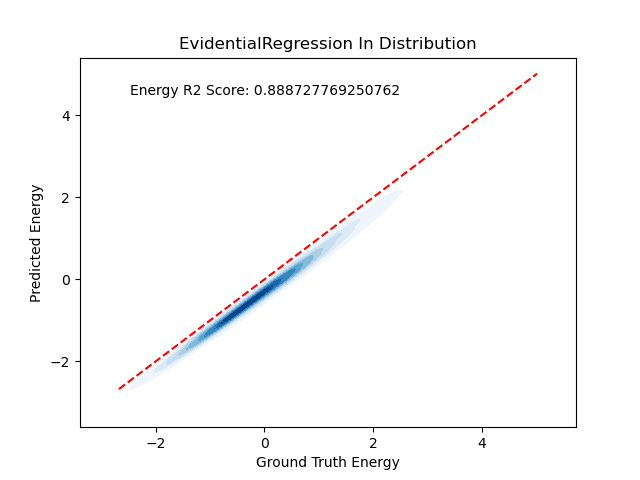 EvidentialRegression In Distribution
Energy R2 Score: 0.888727769250762
4
2
0
−2
Predicted Energy
−2
0
2
4
Ground Truth Energy